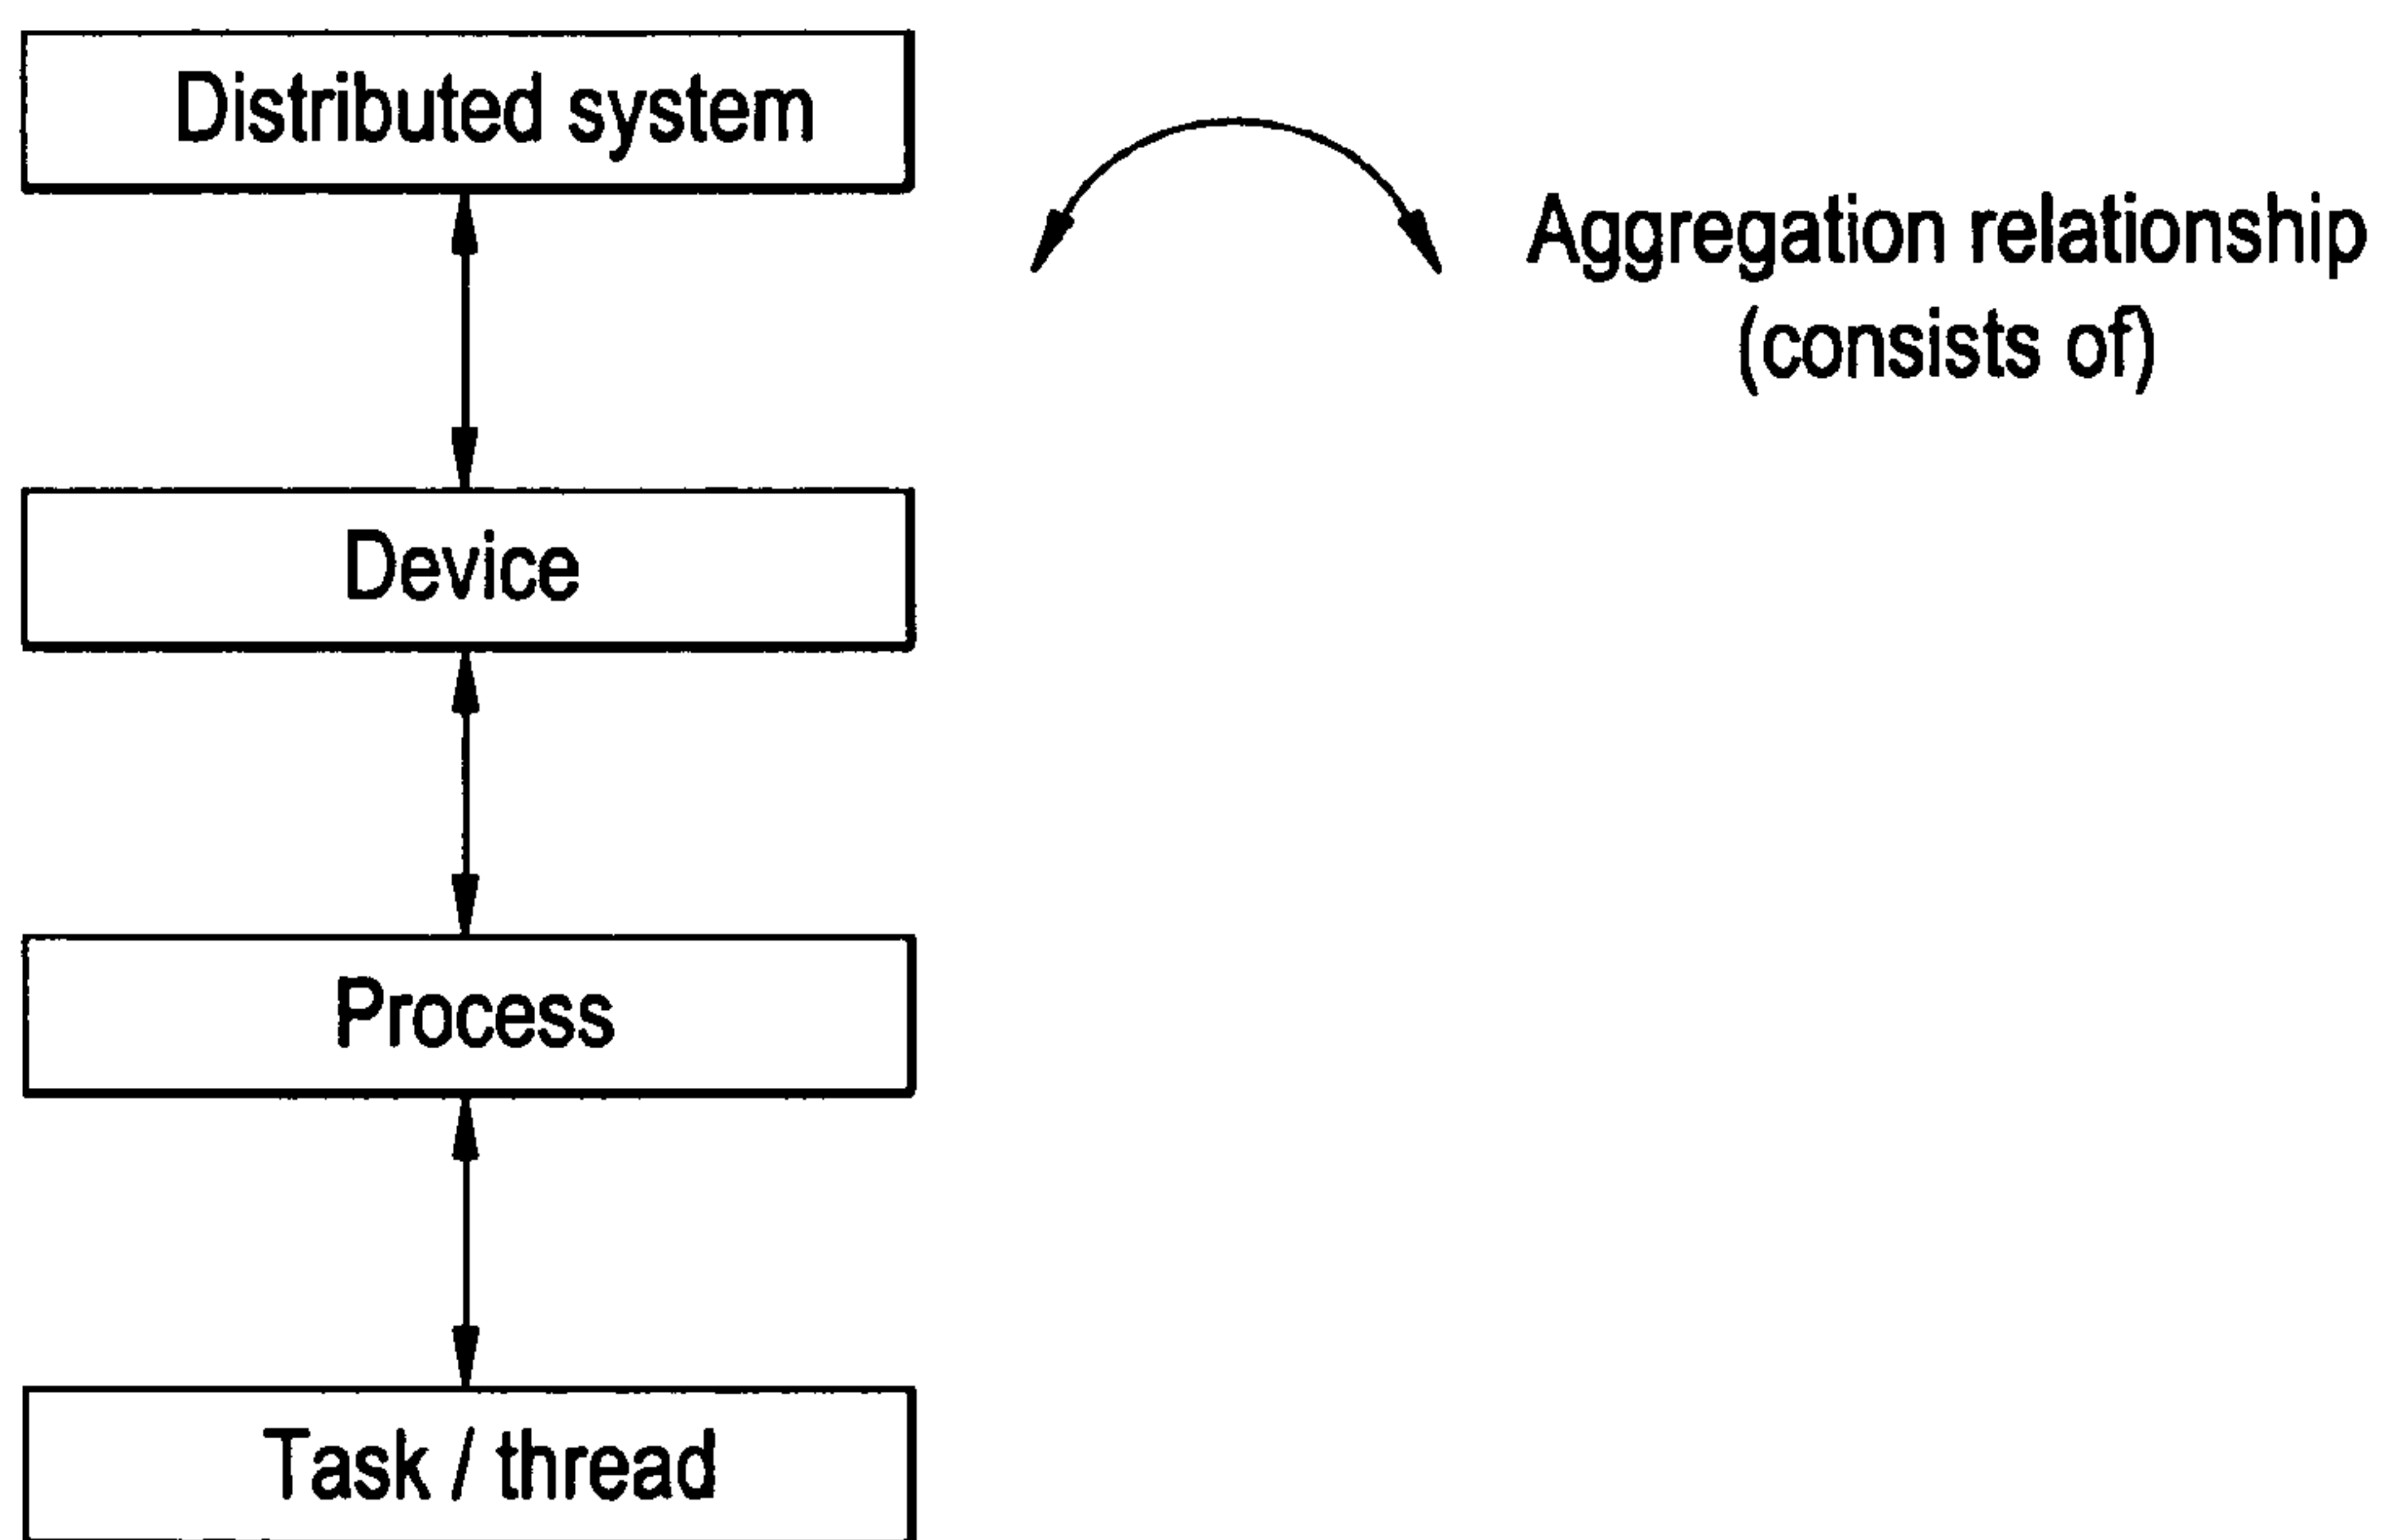 Distributed system
Aggregation relationship
(consists of)
Device
Process
Task / thread